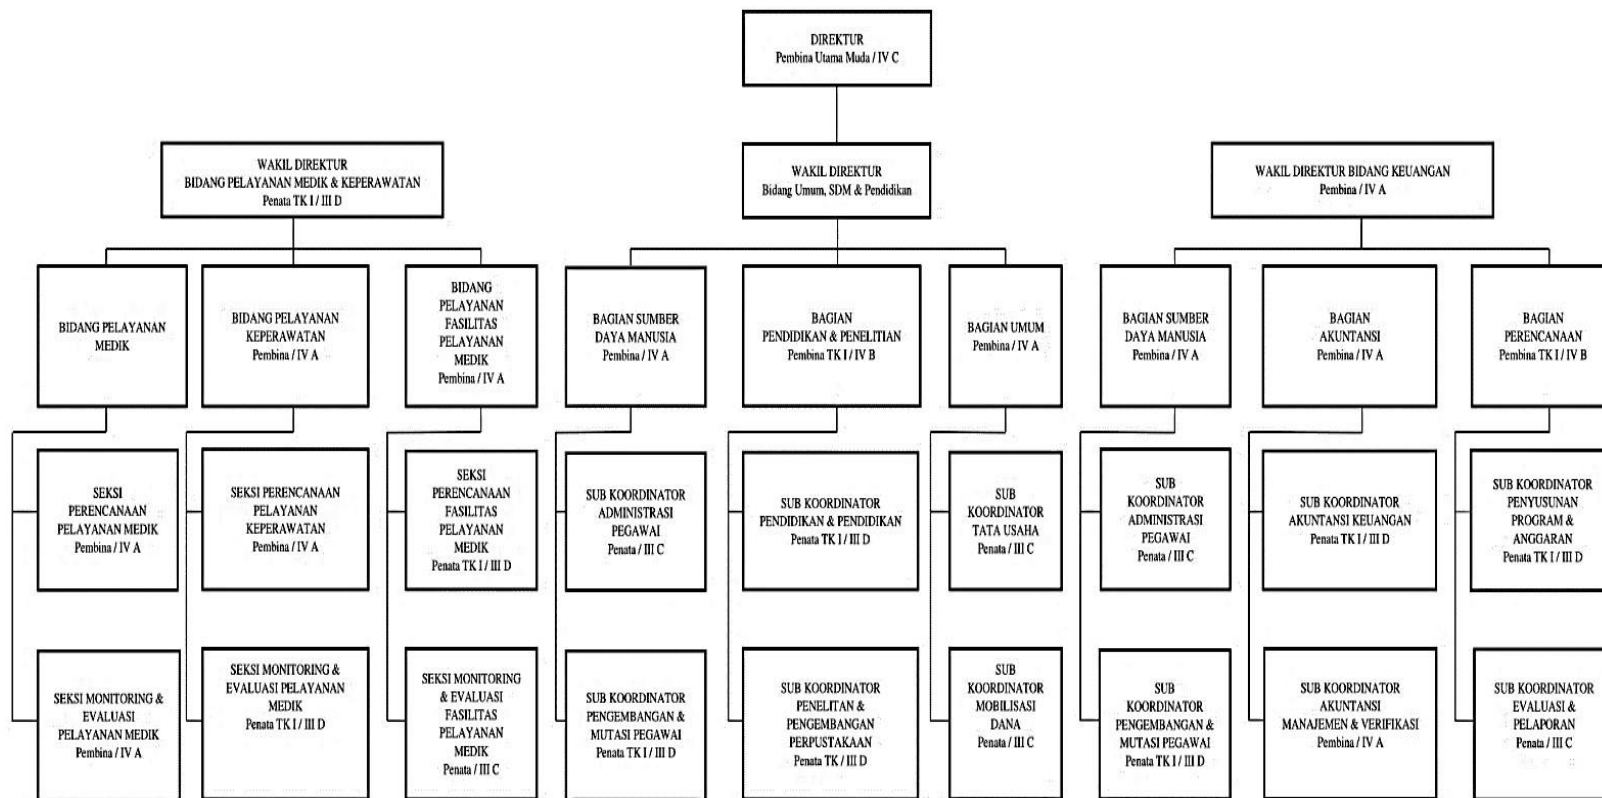 DIREKTUR
Pembina Utama Muda / IV C
WAKIL DIREKTUR
BIDANG PELAYANAN MEDIK & KEPERAWATAN
Penata TK I / III D
WAKIL DIREKTUR
Bidang Umum, SDM & Pendidikan
WAKIL DIREKTUR BIDANG KEUANGAN
Pembina / IV A
BIDANG PELAYANAN
MEDIK
BIDANG PELAYANAN
KEPERAWATAN
Pembina / IV A
BIDANG
PELAYANAN
FASILITAS
PELAYANAN
MEDIK
Pembina / IV A
BAGIAN SUMBER
DAYA MANUSIA
Pembina / IV A
BAGIAN
PENDIDIKAN & PENELITIAN
Pembina TK I / IV B
BAGIAN UMUM
Pembina / IV A
BAGIAN SUMBER
DAYA MANUSIA
Pembina / IV A
BAGIAN
AKUNTANSI
Pembina / IV A
BAGIAN
PERENCANAAN
Pembina TK I / IV B
SEKSI
PERENCANAAN
PELAYANAN MEDIK
Pembina / IV A
SEKSI PERENCANAAN
PELAYANAN
KEPERAWATAN
Pembina / IV A
SEKSI
PERENCANAAN
FASILITAS
PELAYANAN
MEDIK
Penata TK I / III D
SUB KOORDINATOR
ADMINISTRASI
PEGAWAI
Penata / III C
SUB KOORDINATOR
PENDIDIKAN & PENDIDIKAN
Penata TK I / III D
SUB
KOORDINATOR
TATA USAHA
Penata / III C
SUB
KOORDINATOR
ADMINISTRASI
PEGAWAI
Penata / III C
SUB KOORDINATOR
AKUNTANSI KEUANGAN
Penata TK I / III D
SUB KOORDINATOR
PENYUSUNAN
PROGRAM &
ANGGARAN
Penata TK I / III D
SEKSI MONITORING &
EVALUASI
PELAYANAN MEDIK
Pembina / IV A
SEKSI MONITORING &
EVALUASI PELAYANAN
MEDIK
Penata TK I / III D
SEKSI MONITORING
& EVALUASI
FASILITAS
PELAYANAN
MEDIK
Penata / III C
SUB KOORDINATOR
PENGEMBANGAN &
MUTASI PEGAWAI
Penata TK I / III D
SUB KOORDINATOR
PENELITAN &
PENGEMBANGAN
PERPUSTAKAAN
Penata TK / III D
SUB
KOORDINATOR
MOBILISASI
DANA
Penata / III C
SUB
KOORDINATOR
PENGEMBANGAN &
MUTASI PEGAWAI
Penata TK I / III D
SUB KOORDINATOR
AKUNTANSI
MANAJEMEN & VERIFIKASI
Pembina / IV A
SUB KOORDINATOR
EVALUASI &
PELAPORAN
Penata / III C